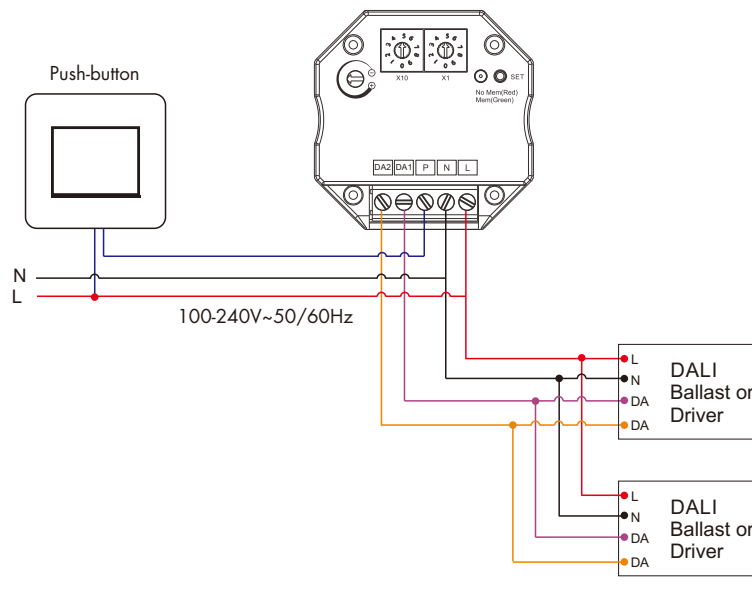 Push-button
X10
X1
SET
No Mem(Red)
Mem(Green)
DA2 DA1 P N L
N
L
100-240V~50/60Hz
L
N
DA
DA
DALI
Ballast or
Driver
L
N
DA
DA
DALI
Ballast or
Driver